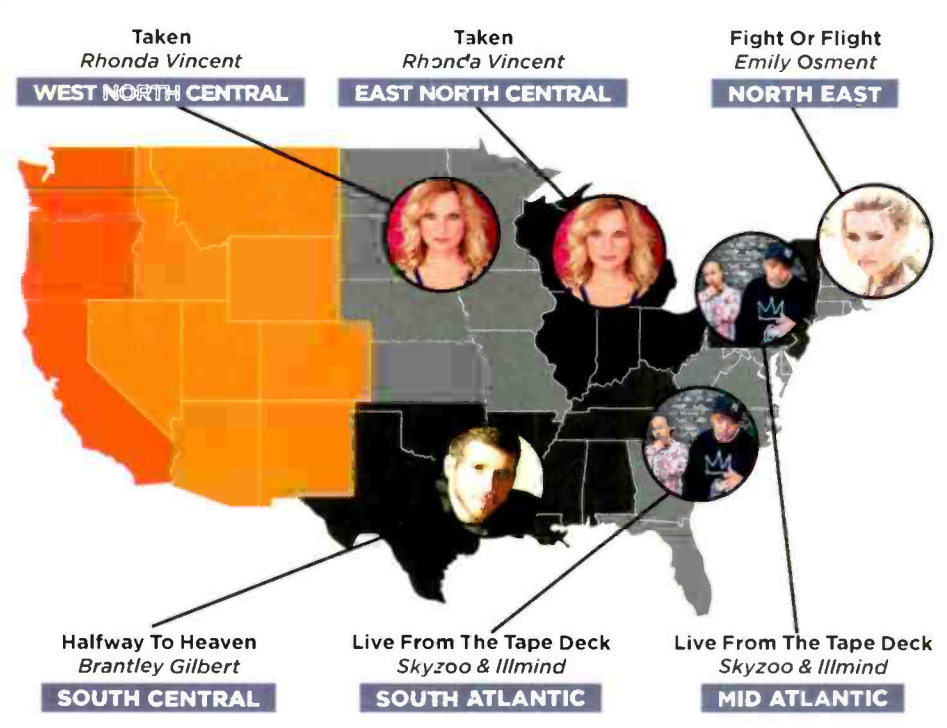 Taken
Rhonda Vincent
WEST NORTH CENTRAL
Taken
Rhonda Vincent
EAST NORTH CENTRAL
Fight Or Flight
Emily Osment
NORTH EAST
Halfway To Heaven
Brantley Gilbert
SOUTH CENTRAL
Live From The Tape Deck
Skyzoo & Illmind
SOUTH ATLANTIC
Live From The Tape Deck
Skyzoo & Illmind
MID ATLANTIC